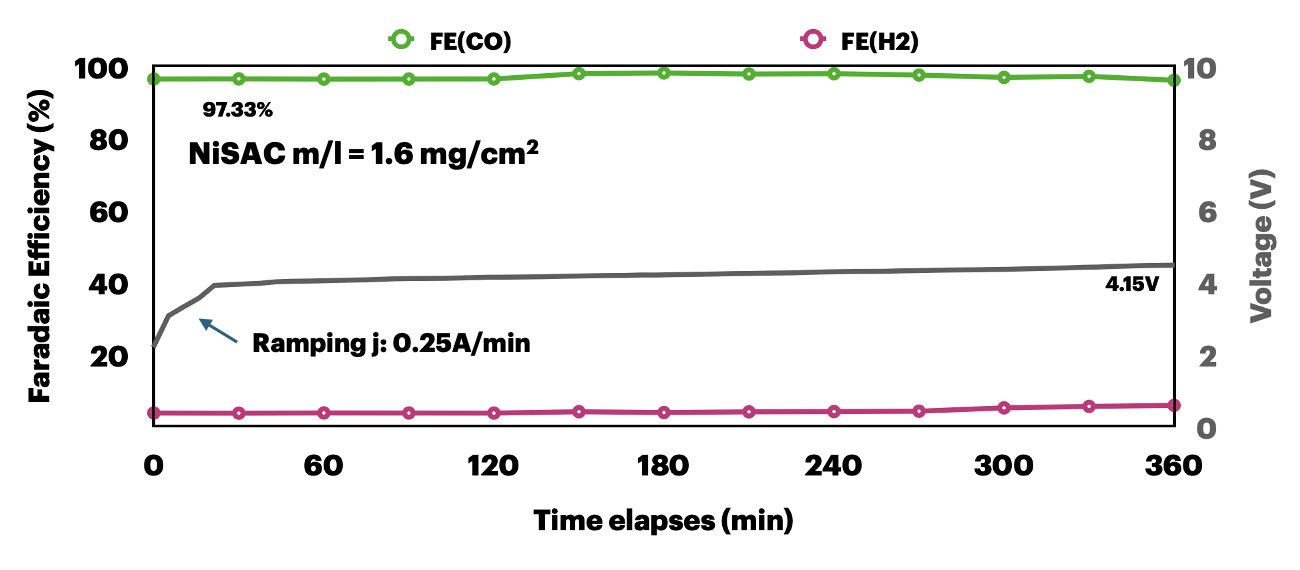 FE(CO) FE(H2)
100 10
97.33%
80 8
NiSAC m/l = 1.6 mg/cm²
60 6
40 4
4.15V
Ramping j: 0.25A/min
20 2
0
0 60 120 180 240 300 360
Time elapses (min)
Faradaic Efficiency (%)
Voltage (V)